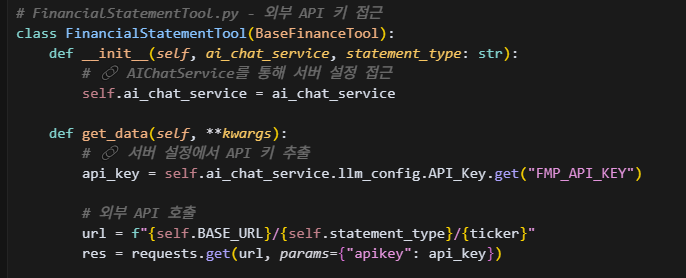 # FinancialStatementTool.py - 외부 API 키 접근
class FinancialStatementTool(BaseFinanceTool):
    def __init__(self, ai_chat_service, statement_type: str):
        # 🔗 AIChatService를 통해 서버 설정 접근
        self.ai_chat_service = ai_chat_service

    def get_data(self, **kwargs):
        # 🔗 서버 설정에서 API 키 추출
        api_key = self.ai_chat_service.llm_config.API_Key.get("FMP_API_KEY")

        # 외부 API 호출
        url = f"{self.BASE_URL}/{self.statement_type}/{ticker}"
        res = requests.get(url, params={"apikey": api_key})